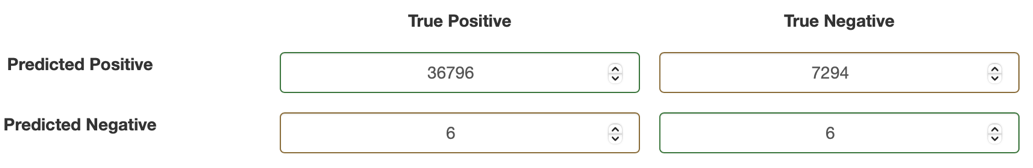 True Positive True Negative
Predicted Positive 36796 7294
Predicted Negative 6 6